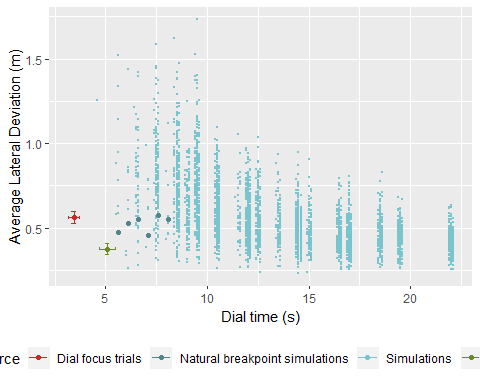 Average Lateral Deviation (m)
1.5
1.0
0.5
5
10
15
20
Dial time (s)
rce
Dial focus trials
Natural breakpoint simulations
Simulations